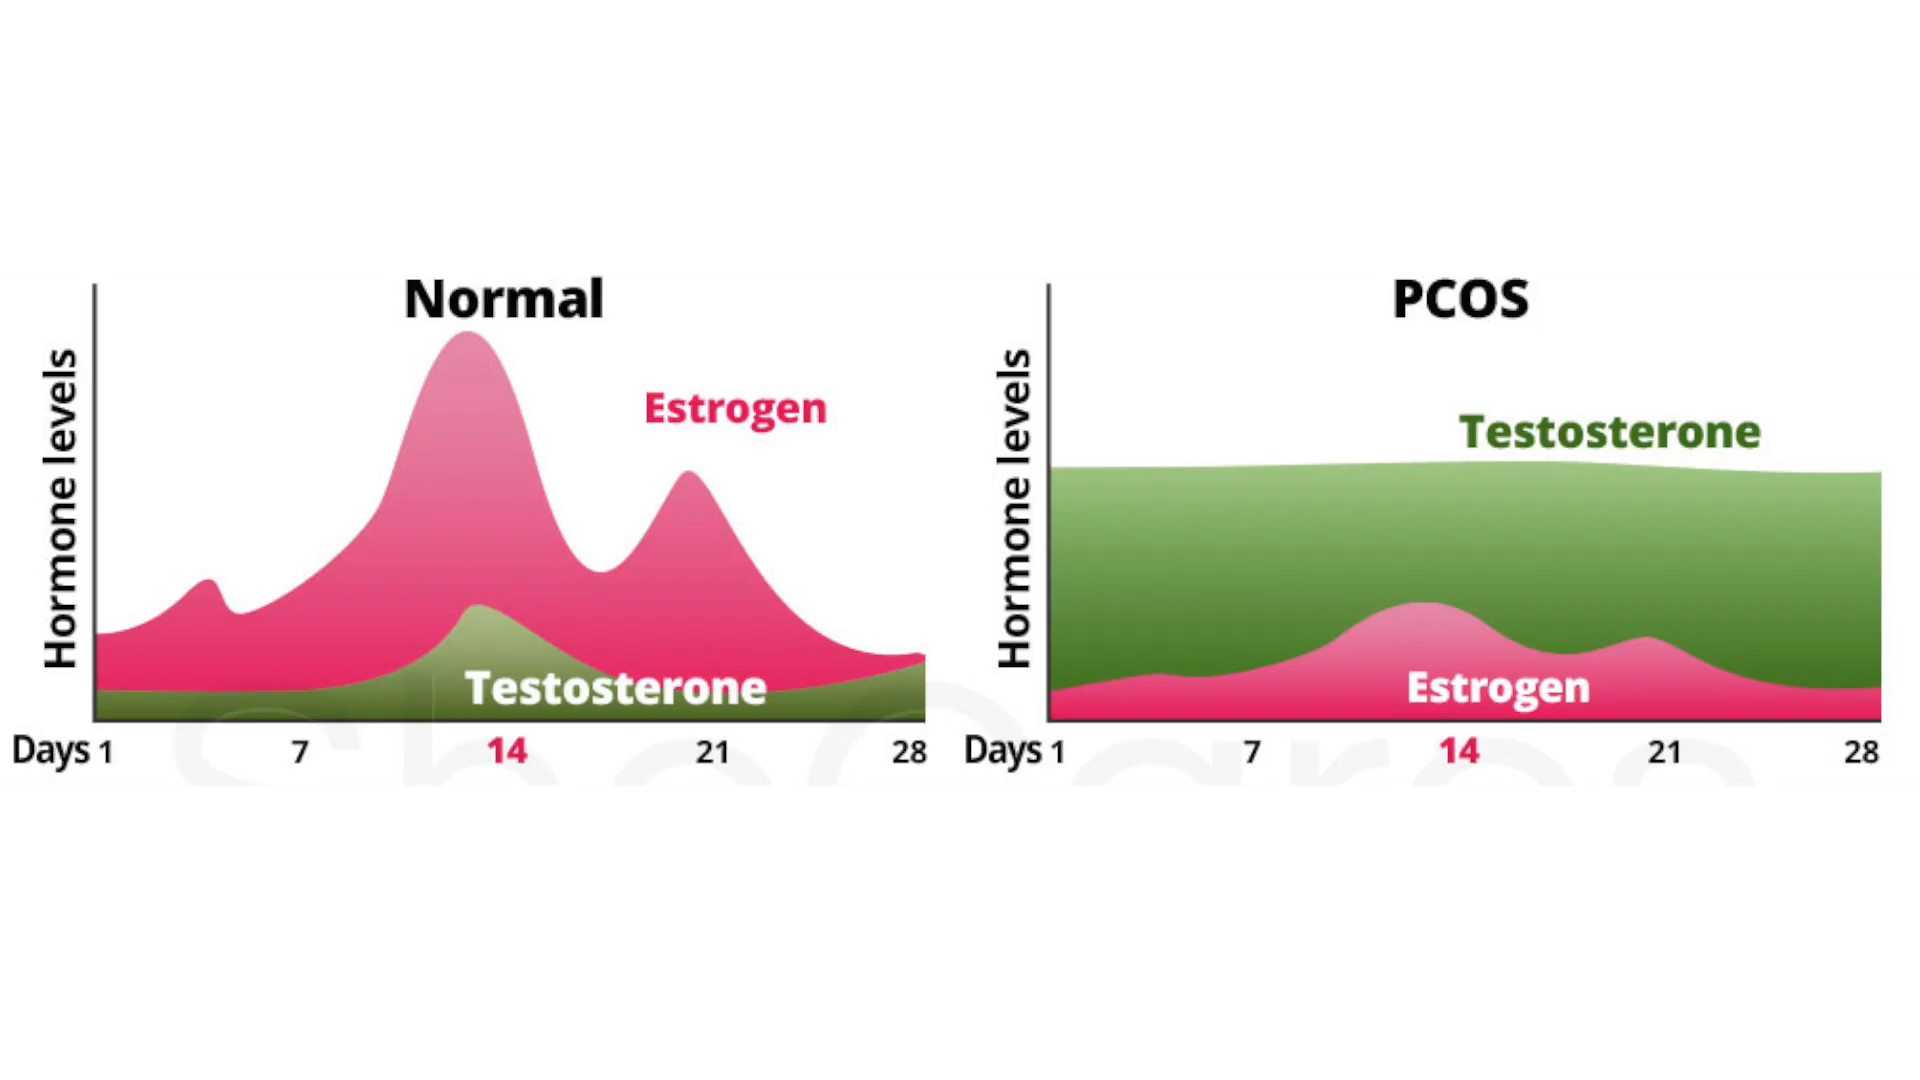 Normal
Hormone levels
Estrogen
Testosterone
Days 1 7 14 21 28
PCOS
Hormone levels
Testosterone
Estrogen
Days 1 7 14 21 28